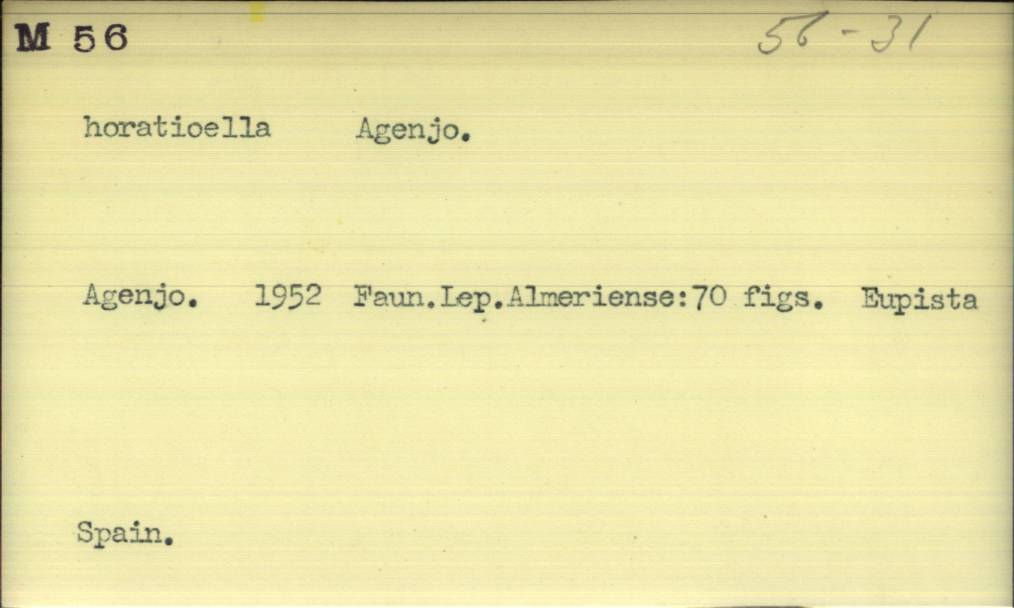 M 56 56-31
horatioella Agenjo.
Agenjo. 1952 Faun.Lep.Almeriense:70 figs. Eupista
Spain.